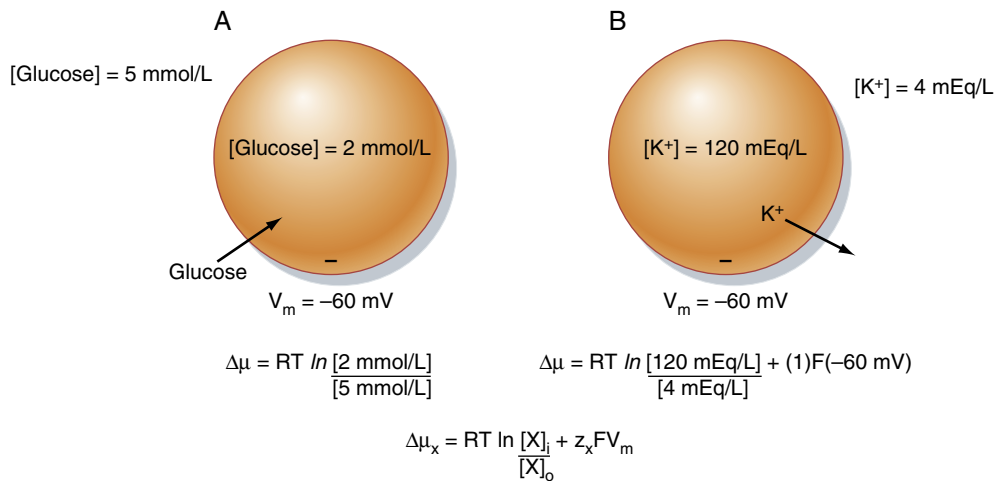 A
B
[Glucose] = 5 mmol/L
[K⁺] = 4 mEq/L
[Glucose] = 2 mmol/L
[K⁺] = 120 mEq/L
K⁺
Glucose
–
–
Vₘ = –60 mV
Vₘ = –60 mV
Δμ = RT ln [2 mmol/L]
[5 mmol/L]
Δμ = RT ln [120 mEq/L] + (1)F(–60 mV)
[4 mEq/L]
Δμₓ = RT ln [X]ᵢ + zₓFVₘ
[X]ₒ